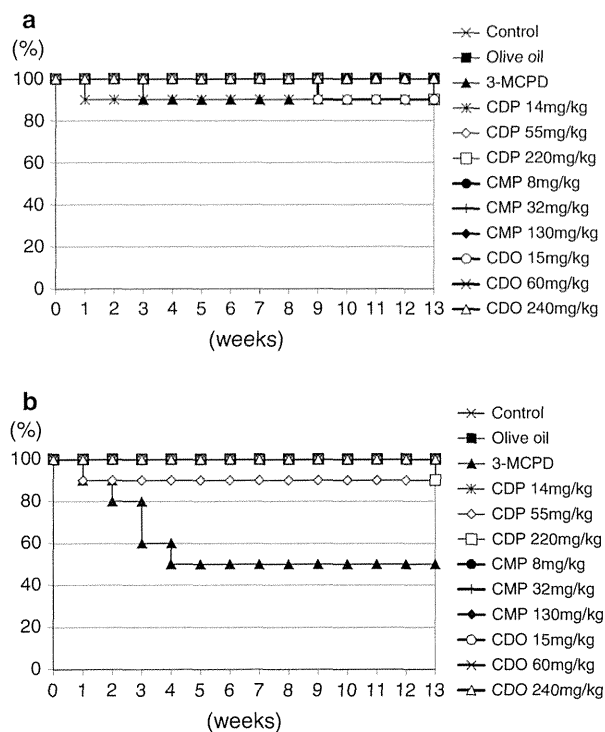 a
(%)
100
80
60
40
20
0
0 1 2 3 4 5 6 7 8 9 10 11 12 13
(weeks)
Control
Olive oil
3-MCPD
CDP 14mg/kg
CDP 55mg/kg
CDP 220mg/kg
CMP 8mg/kg
CMP 32mg/kg
CMP 130mg/kg
CDO 15mg/kg
CDO 60mg/kg
CDO 240mg/kg
b
(%)
100
80
60
40
20
0
0 1 2 3 4 5 6 7 8 9 10 11 12 13
(weeks)
Control
Olive oil
3-MCPD
CDP 14mg/kg
CDP 55mg/kg
CDP 220mg/kg
CMP 8mg/kg
CMP 32mg/kg
CMP 130mg/kg
CDO 15mg/kg
CDO 60mg/kg
CDO 240mg/kg